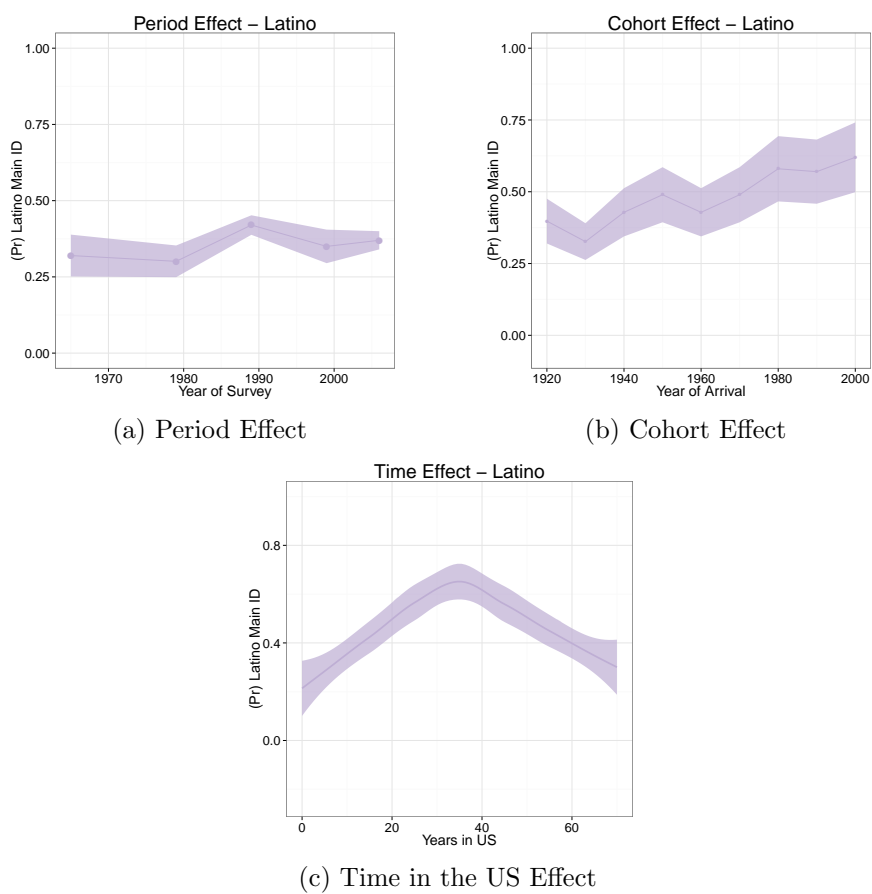 Period Effect – Latino
(Pr) Latino Main ID
1.00
0.75
0.50
0.25
0.00
1970 1980 1990 2000
Year of Survey
(a) Period Effect
Cohort Effect – Latino
(Pr) Latino Main ID
1.00
0.75
0.50
0.25
0.00
1920 1940 1960 1980 2000
Year of Arrival
(b) Cohort Effect
Time Effect – Latino
(Pr) Latino Main ID
0.8
0.4
0.0
0 20 40 60
Years in US
(c) Time in the US Effect